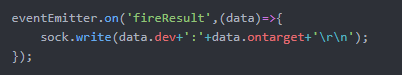 eventEmitter.on('fireResult',(data)=>{
    sock.write(data.dev+':'+data.ontarget+'\r\n');
});